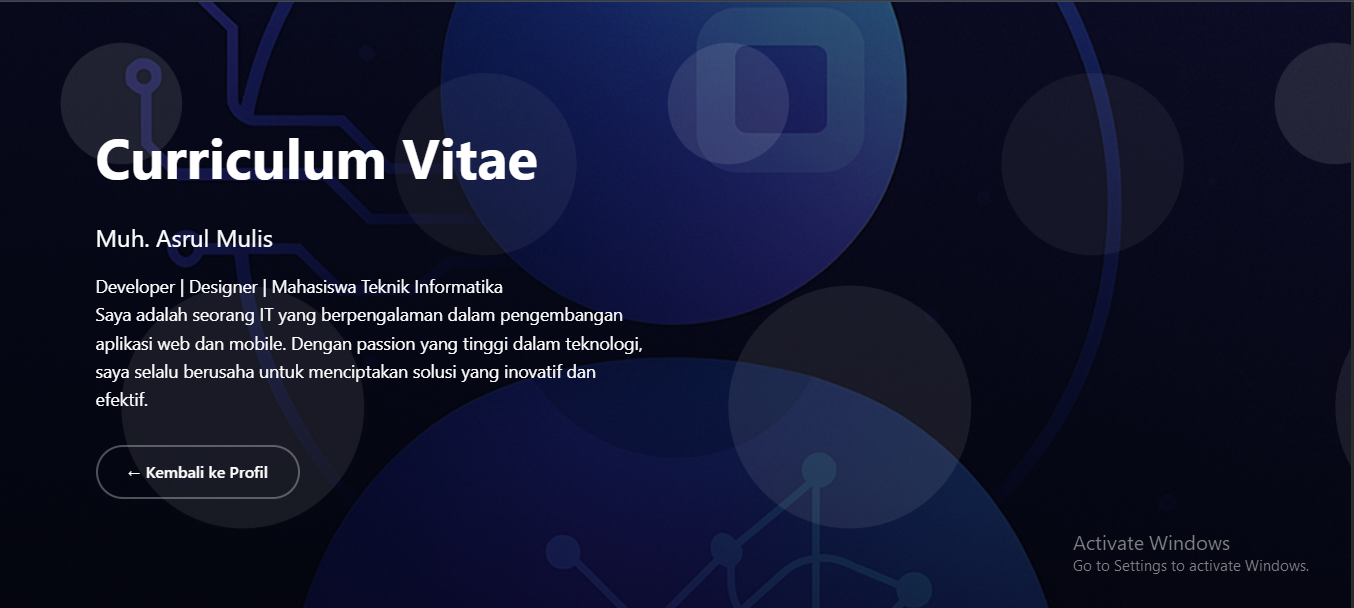 Curriculum Vitae
Muh. Asrul Mulis
Developer | Designer | Mahasiswa Teknik Informatika
Saya adalah seorang IT yang berpengalaman dalam pengembangan
aplikasi web dan mobile. Dengan passion yang tinggi dalam teknologi,
saya selalu berusaha untuk menciptakan solusi yang inovatif dan
efektif.
← Kembali ke Profil
Activate Windows
Go to Settings to activate Windows.